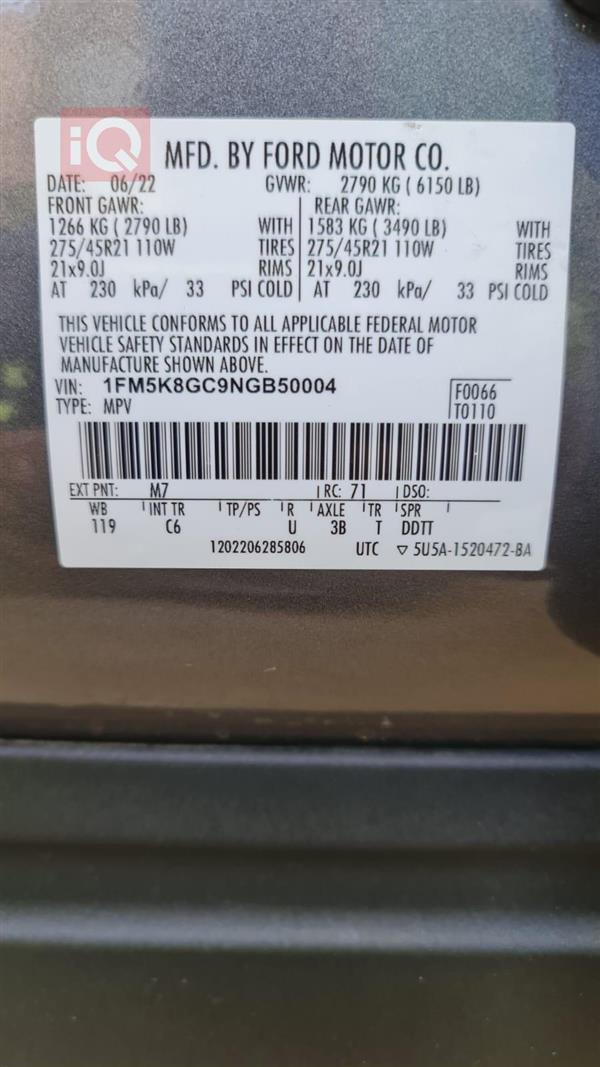 iQ
MFD. BY FORD MOTOR CO.
DATE: 06/22 GVWR: 2790 KG ( 6150 LB)
FRONT GAWR: REAR GAWR:
1266 KG ( 2790 LB) WITH 1583 KG ( 3490 LB) WITH
275/45R21 110W TIRES 275/45R21 110W TIRES
21x9.0J RIMS 21x9.0J RIMS
AT 230 kPa/ 33 PSI COLD AT 230 kPa/ 33 PSI COLD
THIS VEHICLE CONFORMS TO ALL APPLICABLE FEDERAL MOTOR
VEHICLE SAFETY STANDARDS IN EFFECT ON THE DATE OF
MANUFACTURE SHOWN ABOVE.
VIN: 1FM5K8GC9NGB50004 F0066
TYPE: MPV T0110
EXT PNT: M7 RC: 71 DSO:
WB INT TR TP/PS R AXLE TR SPR
119 C6 U 3B T DDTT
1202206285806 UTC ▽ 5U5A-1520472-BA